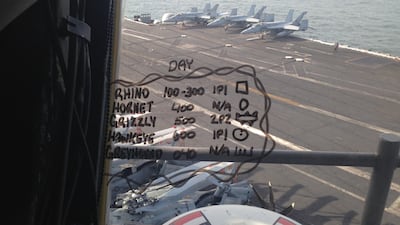 DAY
RHINO 100-300 1P1
HORNET 400 N/A
GRIZZLY 500 2P2
HAWKEYE 600 1P1
GREYHOUND 040 N/A